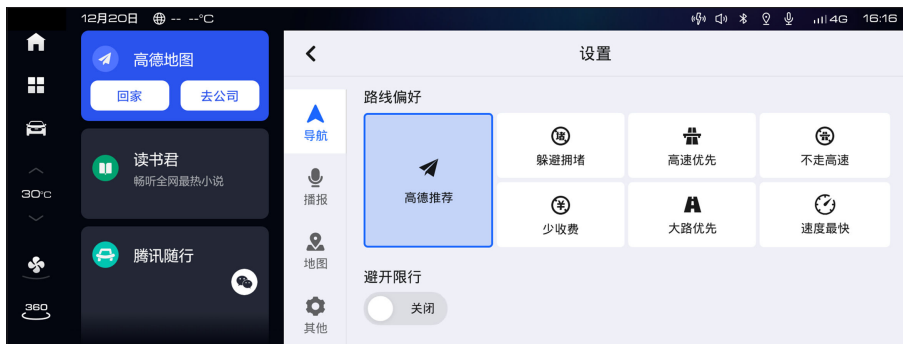 12月20日 -- --°C 4G 16:16
高德地图
回家 去公司
读书君
畅听全网最热小说
腾讯随行
30°C
360
设置
导航
播报
地图
其他
路线偏好
高德推荐
堵
躲避拥堵
高速优先
不走高速
¥
少收费
大路优先
速度最快
避开限行
关闭